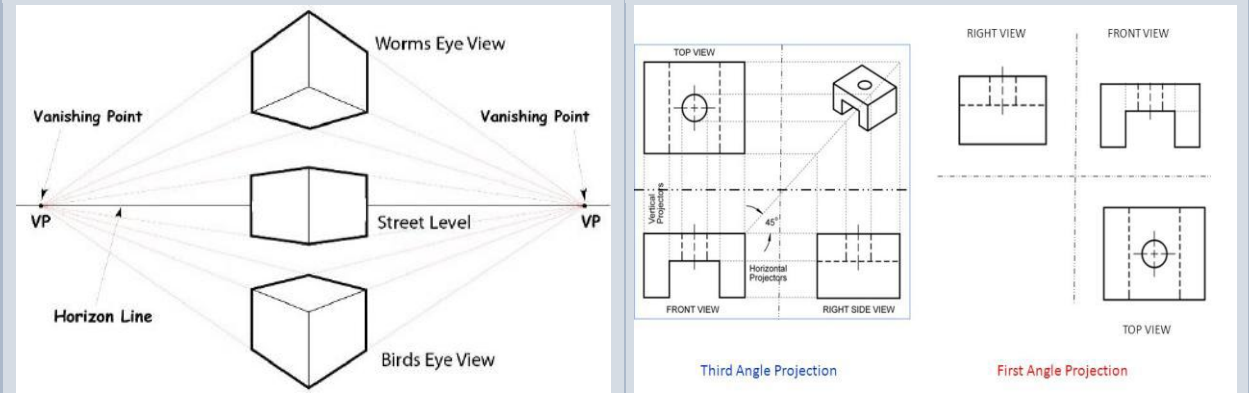 Worms Eye View
Vanishing Point
Vanishing Point
VP
VP
Street Level
Horizon Line
Birds Eye View
TOP VIEW
Vertical
Projectors
45°
Horizontal
Projectors
FRONT VIEW
RIGHT SIDE VIEW
Third Angle Projection
RIGHT VIEW
FRONT VIEW
TOP VIEW
First Angle Projection